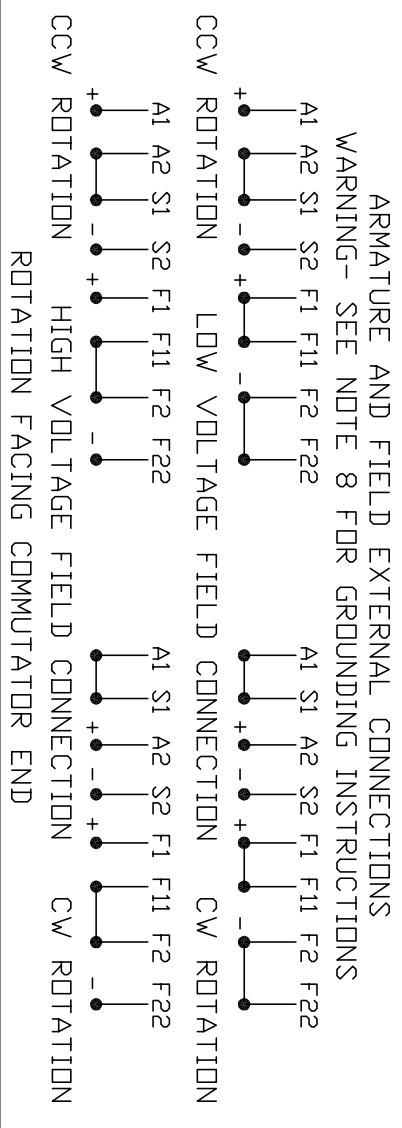 ARMATURE AND FIELD EXTERNAL CONNECTIONS
WARNING- SEE NOTE 8 FOR GROUNDING INSTRUCTIONS
A1 A2 S1 S2 F1 F11 F2 F22 A1 S1 A2 S2 F1 F11 F2 F22
+ - + - + - + -
CCW ROTATION LOW VOLTAGE FIELD CONNECTION CW ROTATION
A1 A2 S1 S2 F1 F11 F2 F22 A1 S1 A2 S2 F1 F11 F2 F22
+ - + - + - + -
CCW ROTATION HIGH VOLTAGE FIELD CONNECTION CW ROTATION
ROTATION FACING COMMUTATOR END